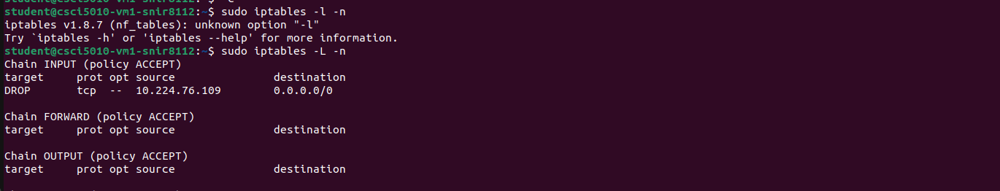 student@csci5010-vm1-snir8112:~$ sudo iptables -l -n
iptables v1.8.7 (nf_tables): unknown option "-l"
Try `iptables -h' or 'iptables --help' for more information.
student@csci5010-vm1-snir8112:~$ sudo iptables -L -n
Chain INPUT (policy ACCEPT)
target     prot opt source               destination
DROP       tcp  --  10.224.76.109        0.0.0.0/0

Chain FORWARD (policy ACCEPT)
target     prot opt source               destination

Chain OUTPUT (policy ACCEPT)
target     prot opt source               destination